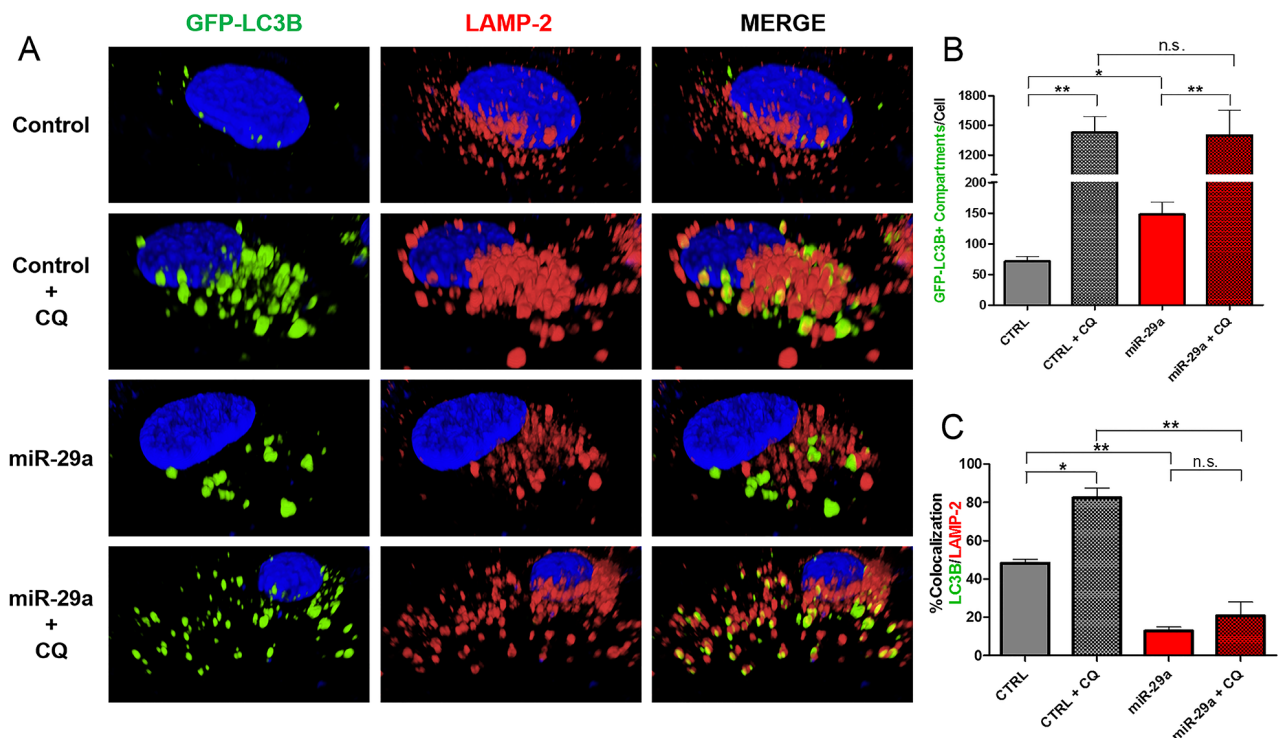 A
GFP-LC3B
LAMP-2
MERGE
Control
Control
+
CQ
miR-29a
miR-29a
+
CQ
B
n.s.
*
**
**
GFP-LC3B+ Compartments/Cell
1800
1500
1200
200
150
100
50
0
CTRL
CTRL + CQ
miR-29a
miR-29a + CQ
C
**
**
n.s.
*
%Colocalization
LC3B/LAMP-2
100
80
60
40
20
0
CTRL
CTRL + CQ
miR-29a
miR-29a + CQ